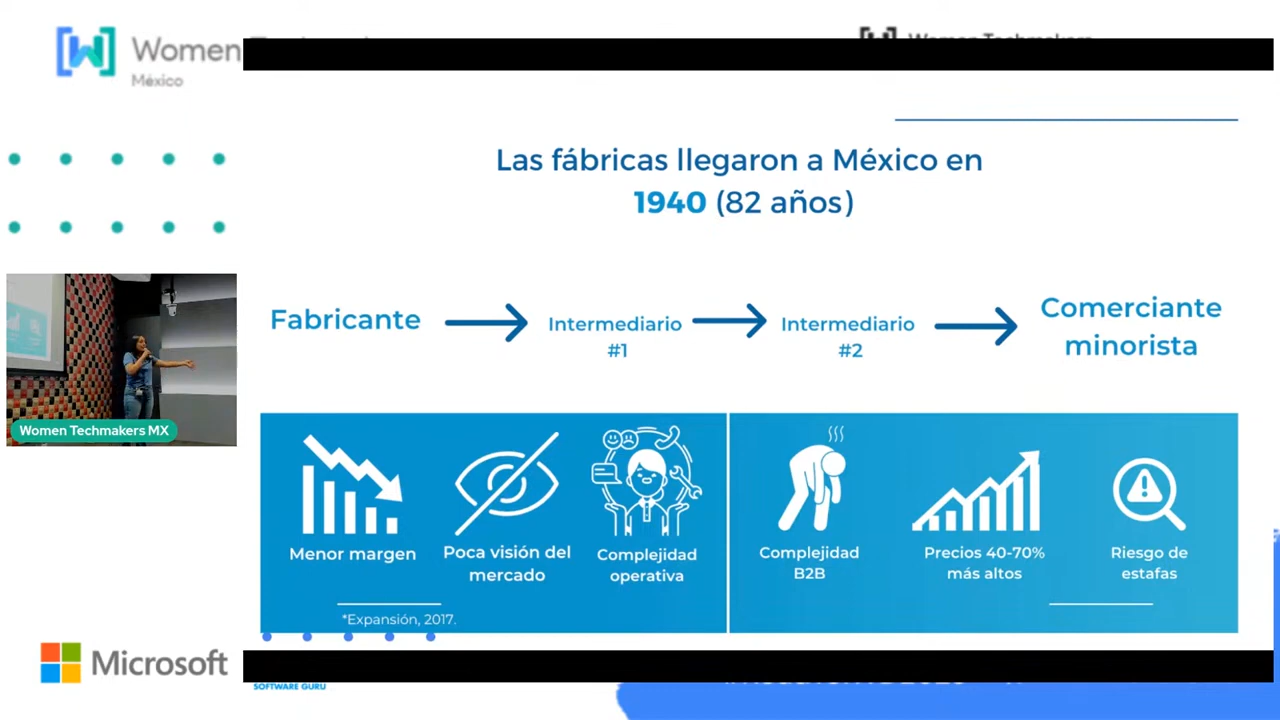 Women
México
Las fábricas llegaron a México en
1940 (82 años)
Fabricante
Intermediario
#1
Intermediario
#2
Comerciante
minorista
Women Techmakers MX
Menor margen
Poca visión del
mercado
Complejidad
operativa
Complejidad
B2B
Precios 40-70%
más altos
Riesgo de
estafas
*Expansión, 2017.
Microsoft
SOFTWARE GURU